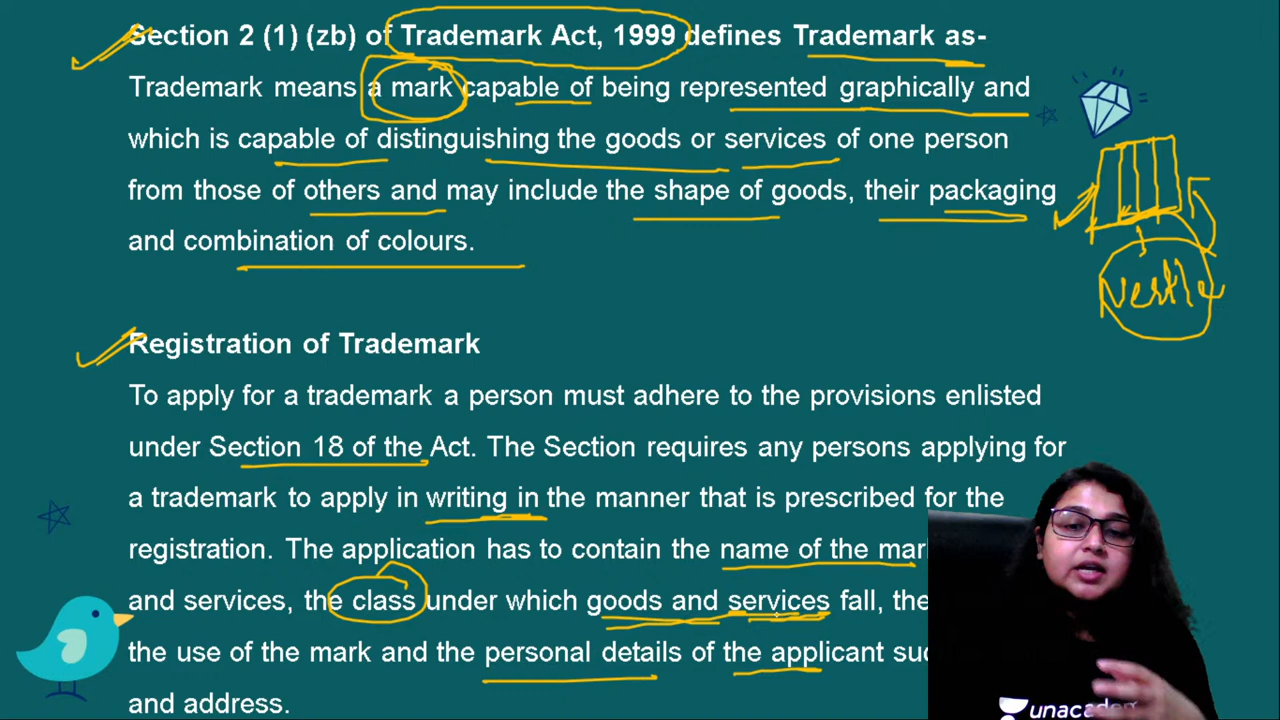 Section 2 (1) (zb) of Trademark Act, 1999 defines Trademark as-
Trademark means a mark capable of being represented graphically and
which is capable of distinguishing the goods or services of one person
from those of others and may include the shape of goods, their packaging
and combination of colours.
Nestle
Registration of Trademark
To apply for a trademark a person must adhere to the provisions enlisted
under Section 18 of the Act. The Section requires any persons applying for
a trademark to apply in writing in the manner that is prescribed for the
registration. The application has to contain the name of the
and services, the class under which goods and services fall,
the use of the mark and the personal details of the applicant
and address.